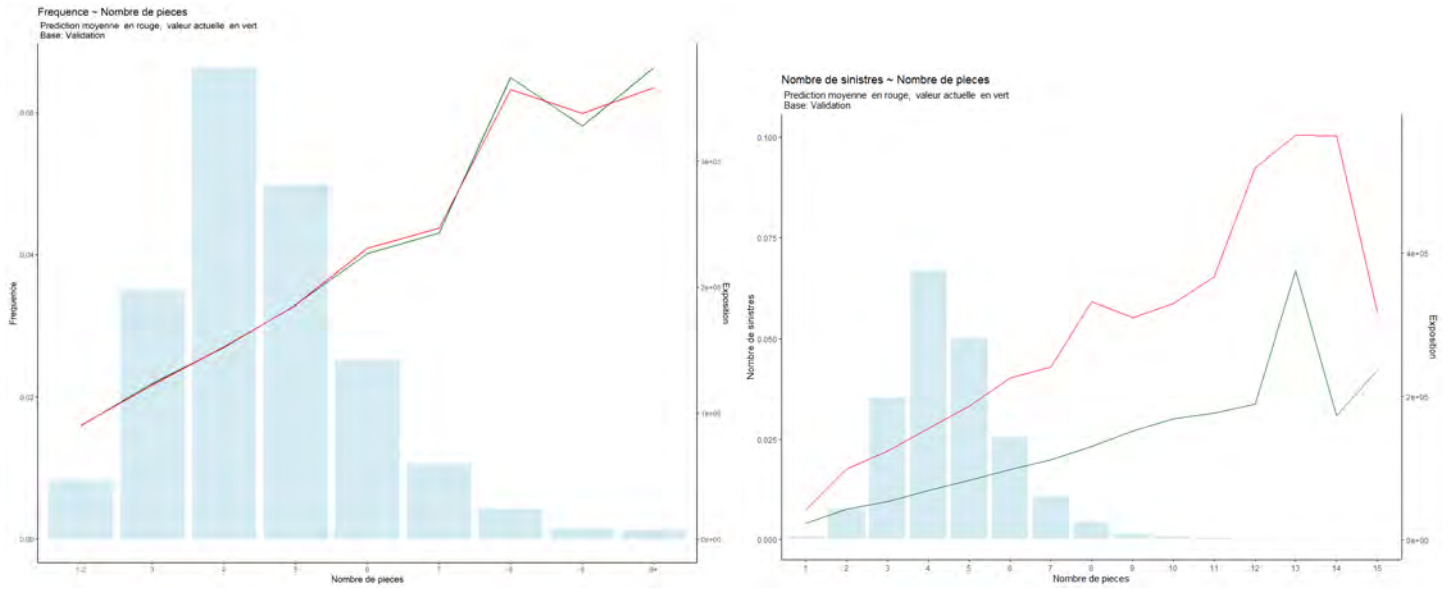 Frequence ~ Nombre de pieces
Prediction moyenne en rouge, valeur actuelle en vert
Base: Validation
0.06
0.04
0.02
0.00
Frequence
3e+05
2e+05
1e+05
0e+00
Exposition
1-2
3
4
5
6
7
8
9+
Nombre de pieces
Nombre de sinistres ~ Nombre de pieces
Prediction moyenne en rouge, valeur actuelle en vert
Base: Validation
0.100
0.075
0.050
0.025
0.000
Nombre de sinistres
4e+05
2e+05
0e+00
Exposition
1 2 3 4 5 6 7 8 9 10 11 12 13 14 15
Nombre de pieces